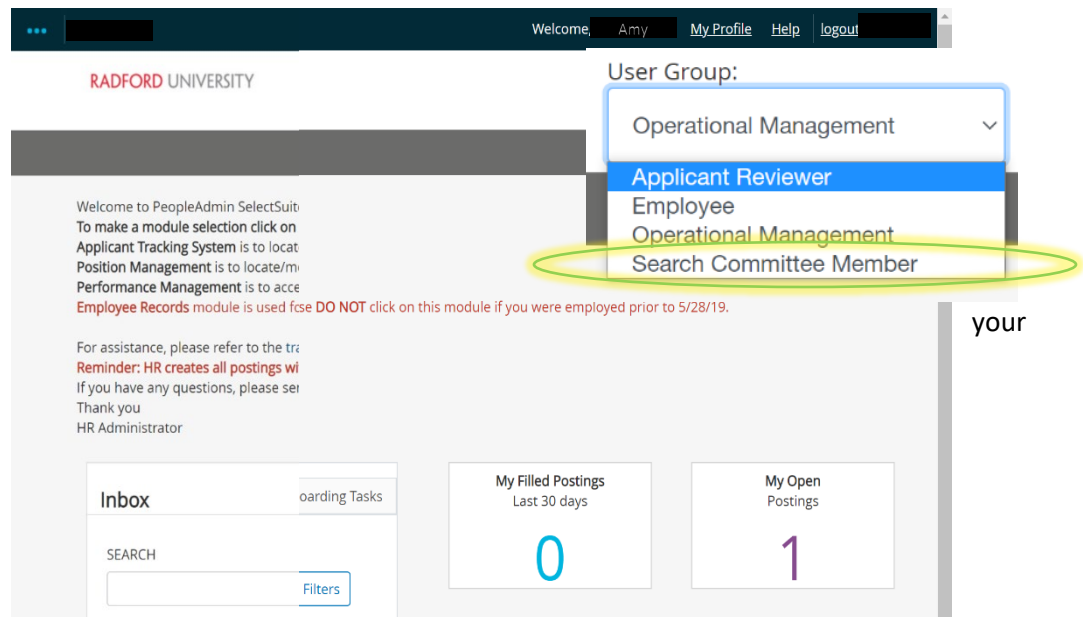 ••• Welcome, Amy My Profile Help logout
RADFORD UNIVERSITY
User Group:
Operational Management
Applicant Reviewer
Employee
Operational Management
Search Committee Member
Welcome to PeopleAdmin SelectSuit
To make a module selection click on
Applicant Tracking System is to locat
Position Management is to locate/m
Performance Management is to acce
Employee Records module is used fcse DO NOT click on this module if you were employed prior to 5/28/19.
your
For assistance, please refer to the tra
Reminder: HR creates all postings wi
If you have any questions, please ser
Thank you
HR Administrator
Inbox
oarding Tasks
SEARCH
Filters
My Filled Postings
Last 30 days
0
My Open
Postings
1